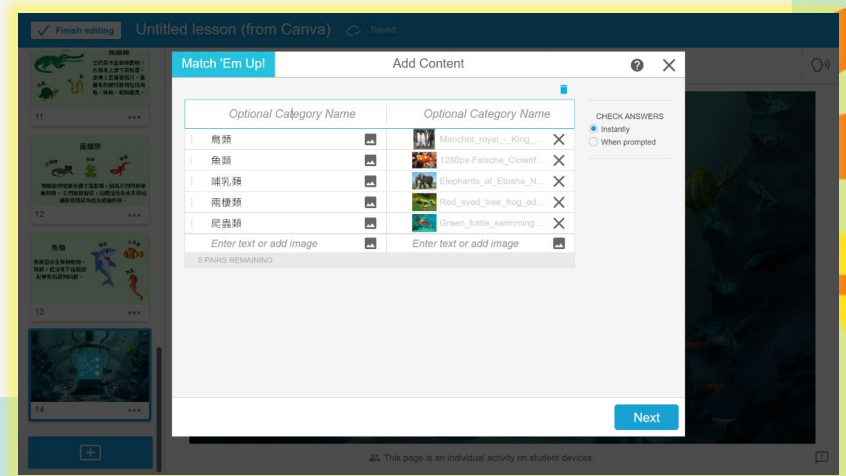 Finish editing
Untitled lesson (from Canva)
Saved
11
兩棲類
12
魚類
13
14
Match 'Em Up!
Add Content
Optional Category Name
Optional Category Name
CHECK ANSWERS
Instantly
When prompted
鳥類
Manchot_royal_-_King_...
魚類
1280px-Falsche_Clownf...
哺乳類
Elephants_at_Etosha_N...
兩棲類
Red_eyed_tree_frog_ed...
爬蟲類
Green_turtle_swimming...
Enter text or add image
Enter text or add image
5 PAIRS REMAINING
Next
This page is an individual activity on student devices.